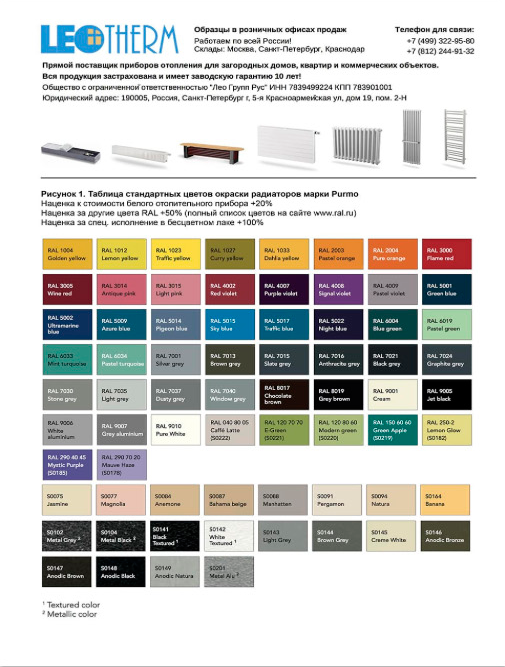 LEOTHERM
Образцы в розничных офисах продаж
Работаем по всей России!
Склады: Москва, Санкт-Петербург, Краснодар
Телефон для связи:
+7 (499) 322-95-80
+7 (812) 244-91-32
Прямой поставщик приборов отопления для загородных домов, квартир и коммерческих объектов.
Вся продукция застрахована и имеет заводскую гарантию 10 лет!
Общество с ограниченной ответственностью "Лео Групп Рус" ИНН 7839499224 КПП 783901001
Юридический адрес: 190005, Россия, Санкт-Петербург г, 5-я Красноармейская ул, дом 19, пом. 2-Н
Рисунок 1. Таблица стандартных цветов окраски радиаторов марки Purmo
Наценка к стоимости белого отопительного прибора +20%
Наценка за другие цвета RAL +50% (полный список цветов на сайте www.ral.ru)
Наценка за спец. исполнение в бесцветном лаке +100%
RAL 1004 RAL 1012 RAL 1023 RAL 1027 RAL 1033 RAL 2003 RAL 2004 RAL 3000
Golden yellow Lemon yellow Traffic yellow Curry yellow Dahlia yellow Pastel orange Pure orange Flame red
RAL 3005 RAL 3014 RAL 3015 RAL 4002 RAL 4007 RAL 4008 RAL 4009 RAL 5001
Wine red Antique pink Light pink Red violet Purple violet Signal violet Pastel violet Green blue
RAL 5002 RAL 5009 RAL 5014 RAL 5015 RAL 5017 RAL 5022 RAL 6004 RAL 6019
Ultramarine blue Azure blue Pigeon blue Sky blue Traffic blue Night blue Blue green Pastel green
RAL 6033 RAL 6034 RAL 7001 RAL 7013 RAL 7015 RAL 7016 RAL 7021 RAL 7024
Mint turquoise Pastel turquoise Silver grey Brown grey Slate grey Anthracite grey Black grey Graphite grey
RAL 7030 RAL 7035 RAL 7037 RAL 7040 RAL 8017 RAL 8019 RAL 9001 RAL 9005
Stone grey Light grey Dusty grey Window grey Chocolate brown Grey brown Cream Jet black
RAL 9006 RAL 9007 RAL 9010 RAL 040 80 05 RAL 120 70 70 RAL 120 80 60 RAL 150 60 60 RAL 250-2
White aluminium Grey aluminium Pure White Caffè Latte E-Green Modern green Green Apple Lemon Glow
(S0222) (S0221) (S0220) (S0219) (S0182)
RAL 290 40 45 RAL 290 70 20
Mystic Purple Mauve Haze
(S0185) (S0178)
S0075 S0077 S0084 S0087 S0088 S0091 S0094 S0164
Jasmine Magnolia Anemone Bahama beige Manhatten Pergamon Natura Banana
S0102 S0104 S0141 S0142 S0143 S0144 S0145 S0146
Metal Grey ² Metal Black ² Black Textured ¹ White Textured ¹ Light Grey Brown Grey Creme White Anodic Bronze
S0147 S0148 S0149 S0201
Anodic Brown Anodic Black Anodic Natura Metal Alu ²
¹ Textured color
² Metallic color